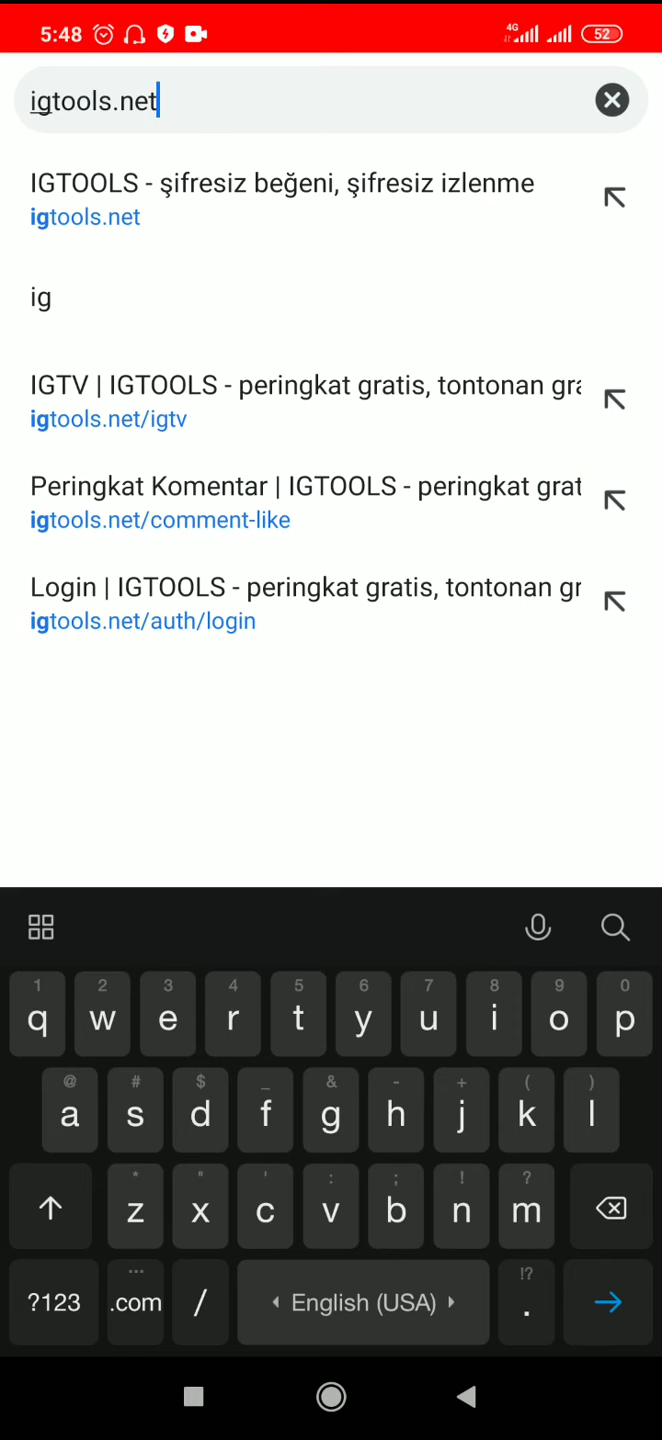 5:48
4G
52
igtools.net
IGTOOLS - şifresiz beğeni, şifresiz izlenme
igtools.net
ig
IGTV | IGTOOLS - peringkat gratis, tontonan gra
igtools.net/igtv
Peringkat Komentar | IGTOOLS - peringkat grat
igtools.net/comment-like
Login | IGTOOLS - peringkat gratis, tontonan gr
igtools.net/auth/login
1 2 3 4 5 6 7 8 9 0
q w e r t y u i o p
@ # $ _ & - + ( )
a s d f g h j k l
* " ' : ; ! ?
z x c v b n m
... !?
?123 .com / English (USA) .